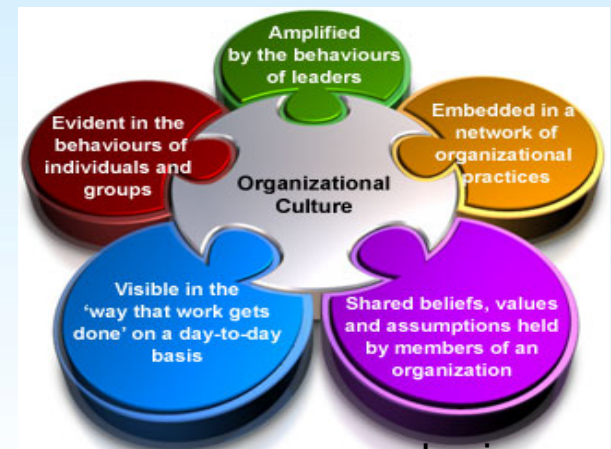 Amplified
by the behaviours
of leaders
Evident in the
behaviours of
individuals and
groups
Embedded in a
network of
organizational
practices
Organizational
Culture
Visible in the
'way that work gets
done' on a day-to-day
basis
Shared beliefs, values
and assumptions held
by members of an
organization